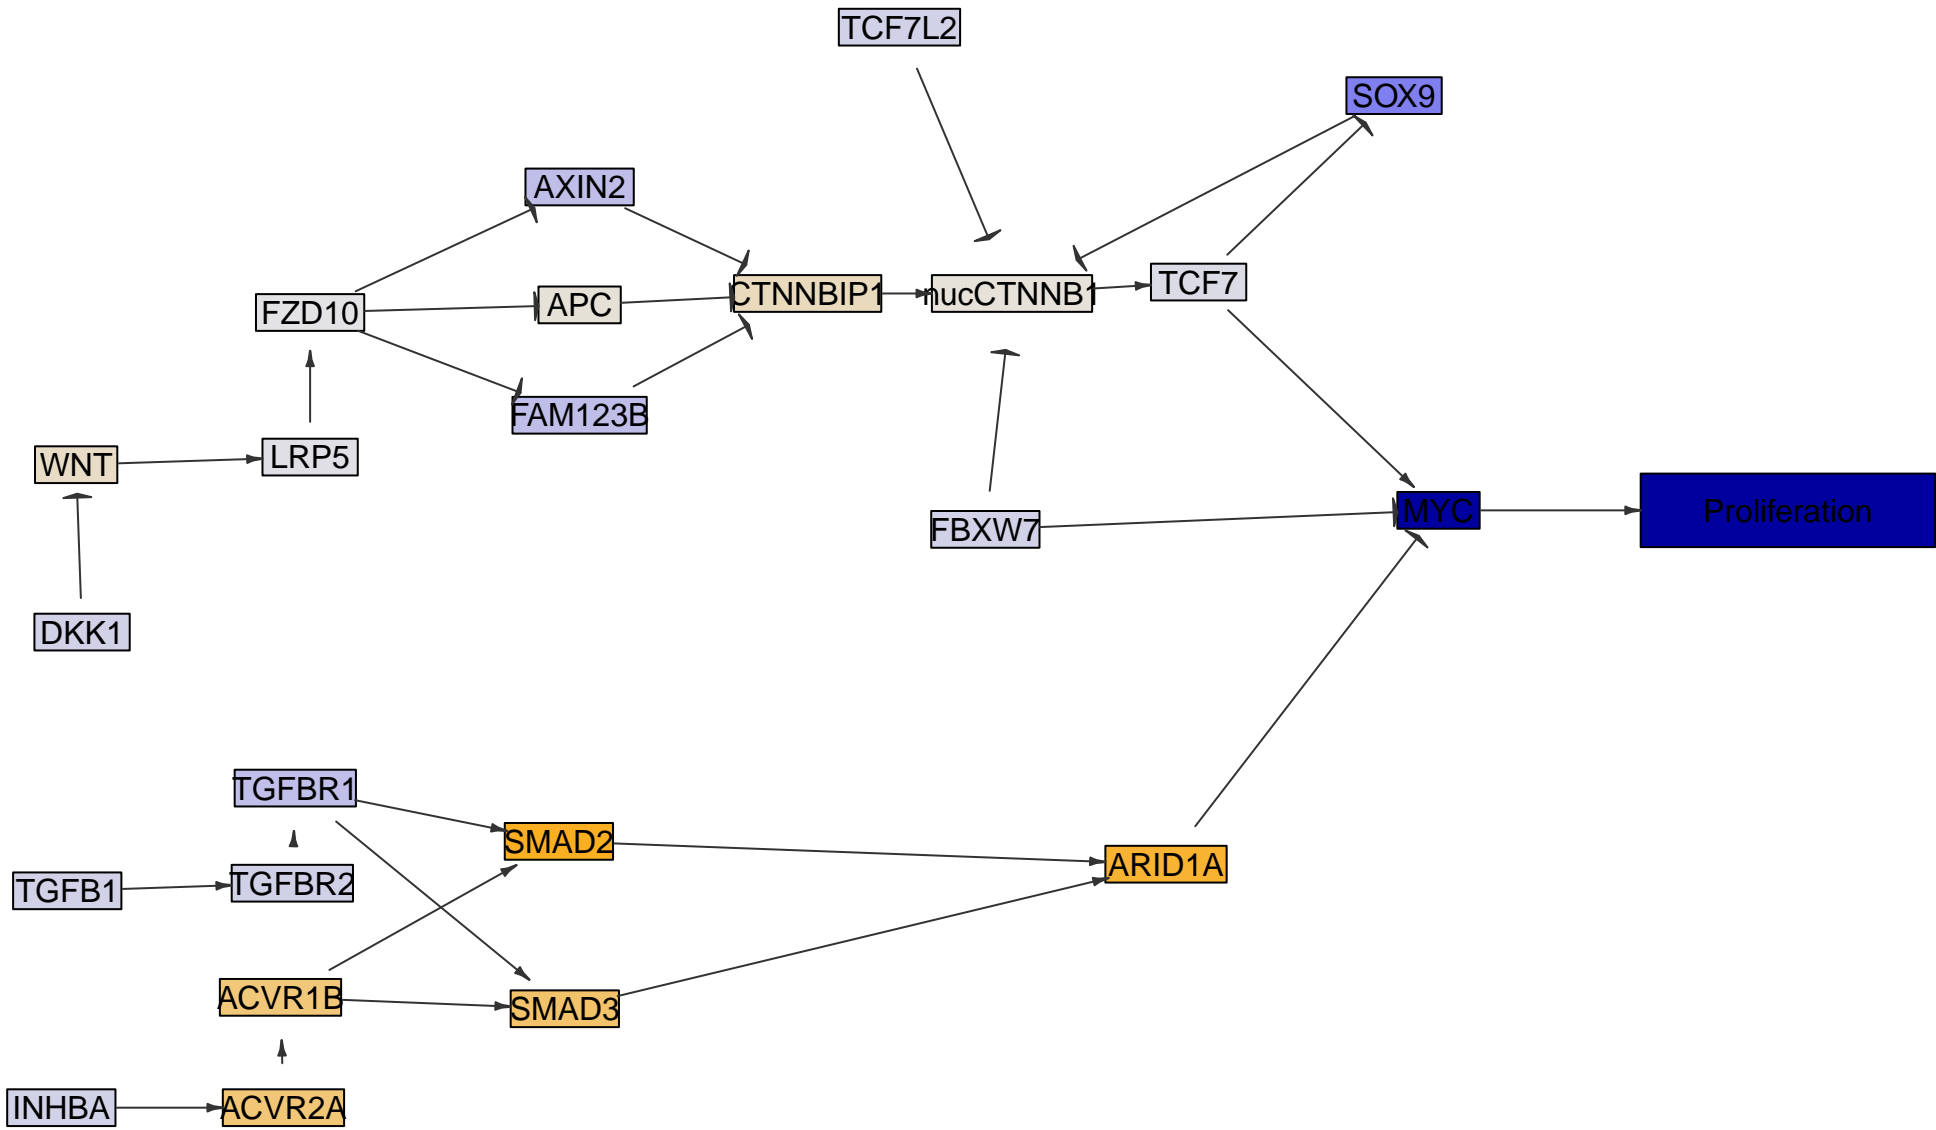 TCF7L2
SOX9
AXIN2
FZD10
APC
CTNNBIP1
nucCTNNB1
TCF7
FAM123B
WNT
LRP5
FBXW7
MYC
Proliferation
DKK1
TGFBR1
SMAD2
ARID1A
TGFB1
TGFBR2
ACVR1B
SMAD3
INHBA
ACVR2A